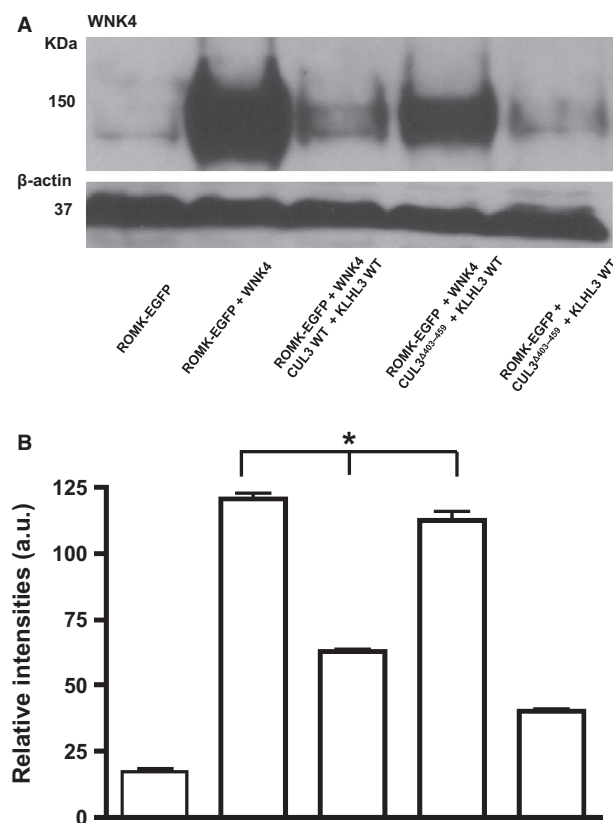 A
WNK4
KDa
150
β-actin
37
ROMK-EGFP
ROMK-EGFP + WNK4
ROMK-EGFP + WNK4
CUL3 WT + KLHL3 WT
ROMK-EGFP + WNK4
CUL3Δ403–459 + KLHL3 WT
ROMK-EGFP +
CUL3Δ403–459 + KLHL3 WT
B
*
Relative intensities (a.u.)
125
100
75
50
25
0